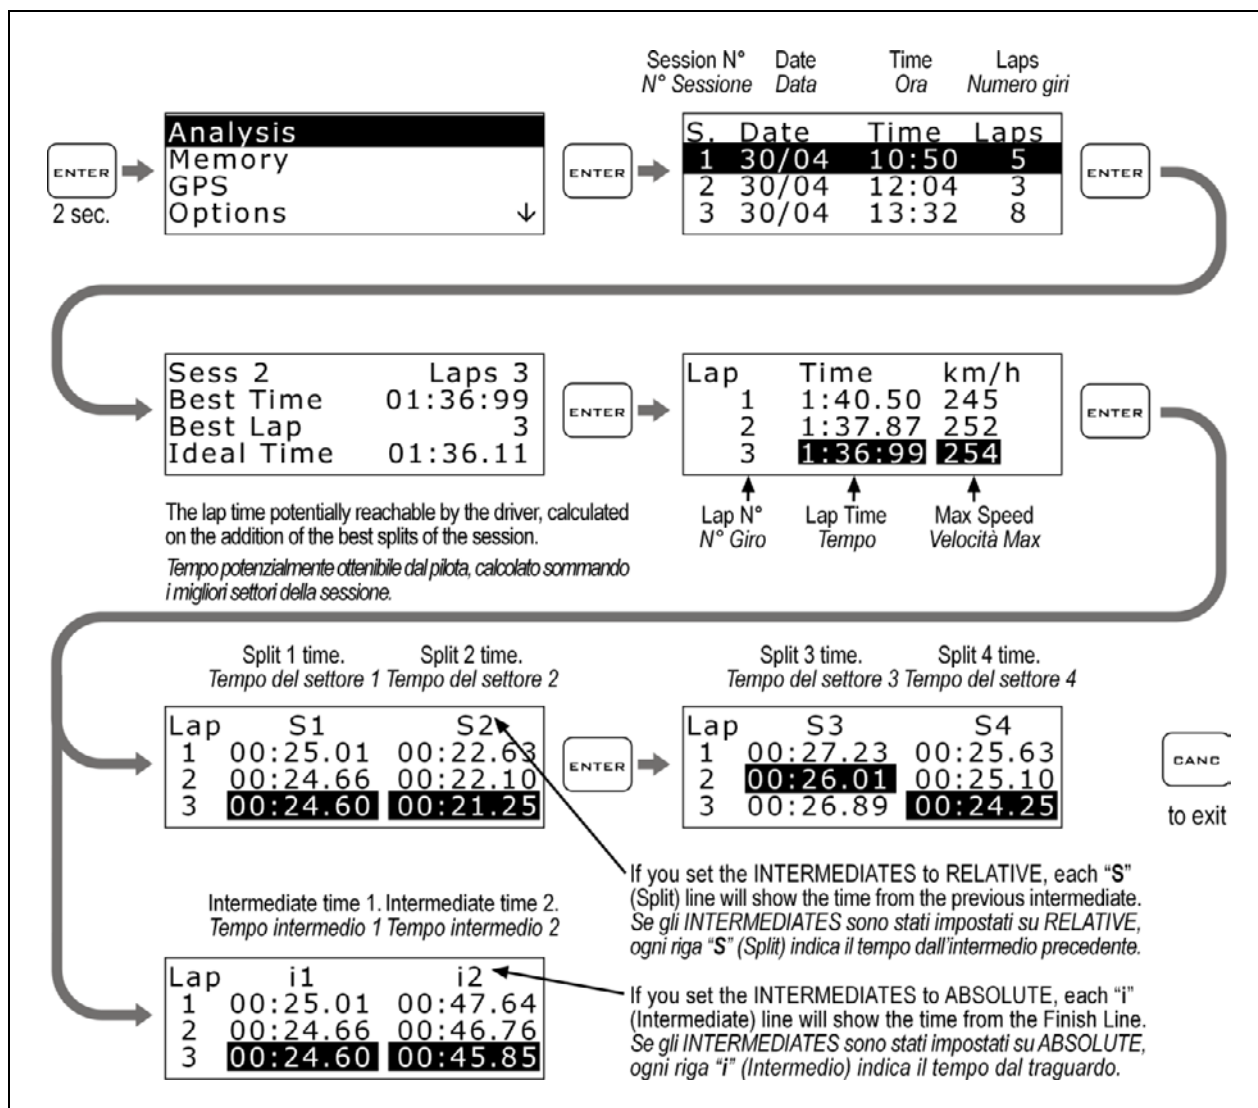 Session N° Date Time Laps
N° Sessione Data Ora Numero giri
ENTER
2 sec.
Analysis
Memory
GPS
Options ↓
ENTER
S. Date Time Laps
1 30/04 10:50 5
2 30/04 12:04 3
3 30/04 13:32 8
ENTER
Sess 2 Laps 3
Best Time 01:36:99
Best Lap 3
Ideal Time 01:36.11
ENTER
Lap Time km/h
1 1:40.50 245
2 1:37.87 252
3 1:36:99 254
ENTER
The lap time potentially reachable by the driver, calculated
on the addition of the best splits of the session.
Tempo potenzialmente ottenibile dal pilota, calcolato sommando
i migliori settori della sessione.
Lap N° Lap Time Max Speed
N° Giro Tempo Velocità Max
Split 1 time. Split 2 time.
Tempo del settore 1 Tempo del settore 2
Lap S1 S2
1 00:25.01 00:22.63
2 00:24.66 00:22.10
3 00:24.60 00:21.25
ENTER
Split 3 time. Split 4 time.
Tempo del settore 3 Tempo del settore 4
Lap S3 S4
1 00:27.23 00:25.63
2 00:26.01 00:25.10
3 00:26.89 00:24.25
CANC
to exit
If you set the INTERMEDIATES to RELATIVE, each “S”
(Split) line will show the time from the previous intermediate.
Se gli INTERMEDIATES sono stati impostati su RELATIVE,
ogni riga “S” (Split) indica il tempo dall'intermedio precedente.
Intermediate time 1. Intermediate time 2.
Tempo intermedio 1 Tempo intermedio 2
Lap i1 i2
1 00:25.01 00:47.64
2 00:24.66 00:46.76
3 00:24.60 00:45.85
If you set the INTERMEDIATES to ABSOLUTE, each “i”
(Intermediate) line will show the time from the Finish Line.
Se gli INTERMEDIATES sono stati impostati su ABSOLUTE,
ogni riga “i” (Intermedio) indica il tempo dal traguardo.